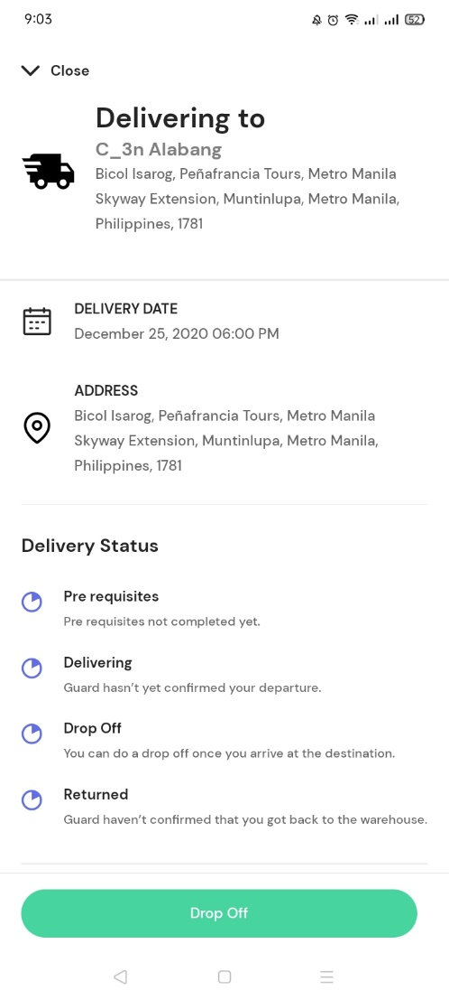 9:03
52
Close
Delivering to
C_3n Alabang
Bicol Isarog, Peñafrancia Tours, Metro Manila
Skyway Extension, Muntinlupa, Metro Manila,
Philippines, 1781
DELIVERY DATE
December 25, 2020 06:00 PM
ADDRESS
Bicol Isarog, Peñafrancia Tours, Metro Manila
Skyway Extension, Muntinlupa, Metro Manila,
Philippines, 1781
Delivery Status
Pre requisites
Pre requisites not completed yet.
Delivering
Guard hasn't yet confirmed your departure.
Drop Off
You can do a drop off once you arrive at the destination.
Returned
Guard haven't confirmed that you got back to the warehouse.
Drop Off